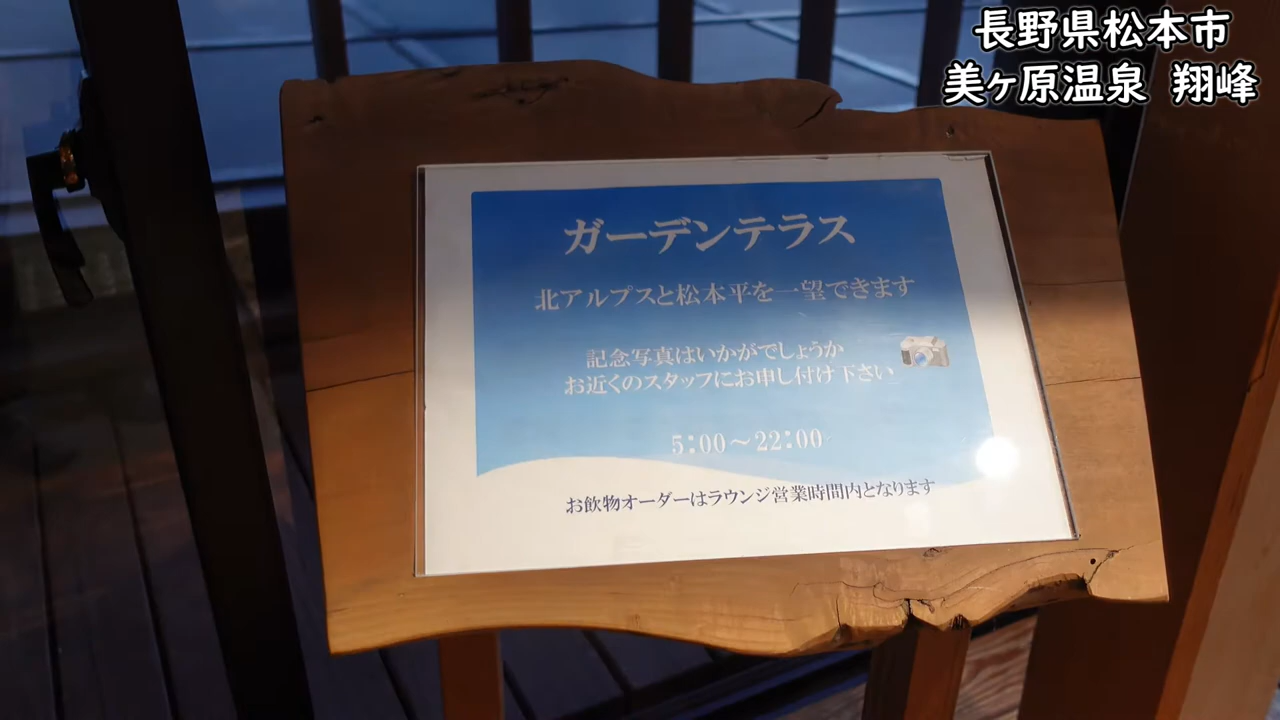 長野県松本市
美ヶ原温泉 翔峰
ガーデンテラス
北アルプスと松本平を一望できます
記念写真はいかがでしょうか
お近くのスタッフにお申し付け下さい
5:00～22:00
お飲物オーダーはラウンジ営業時間内となります